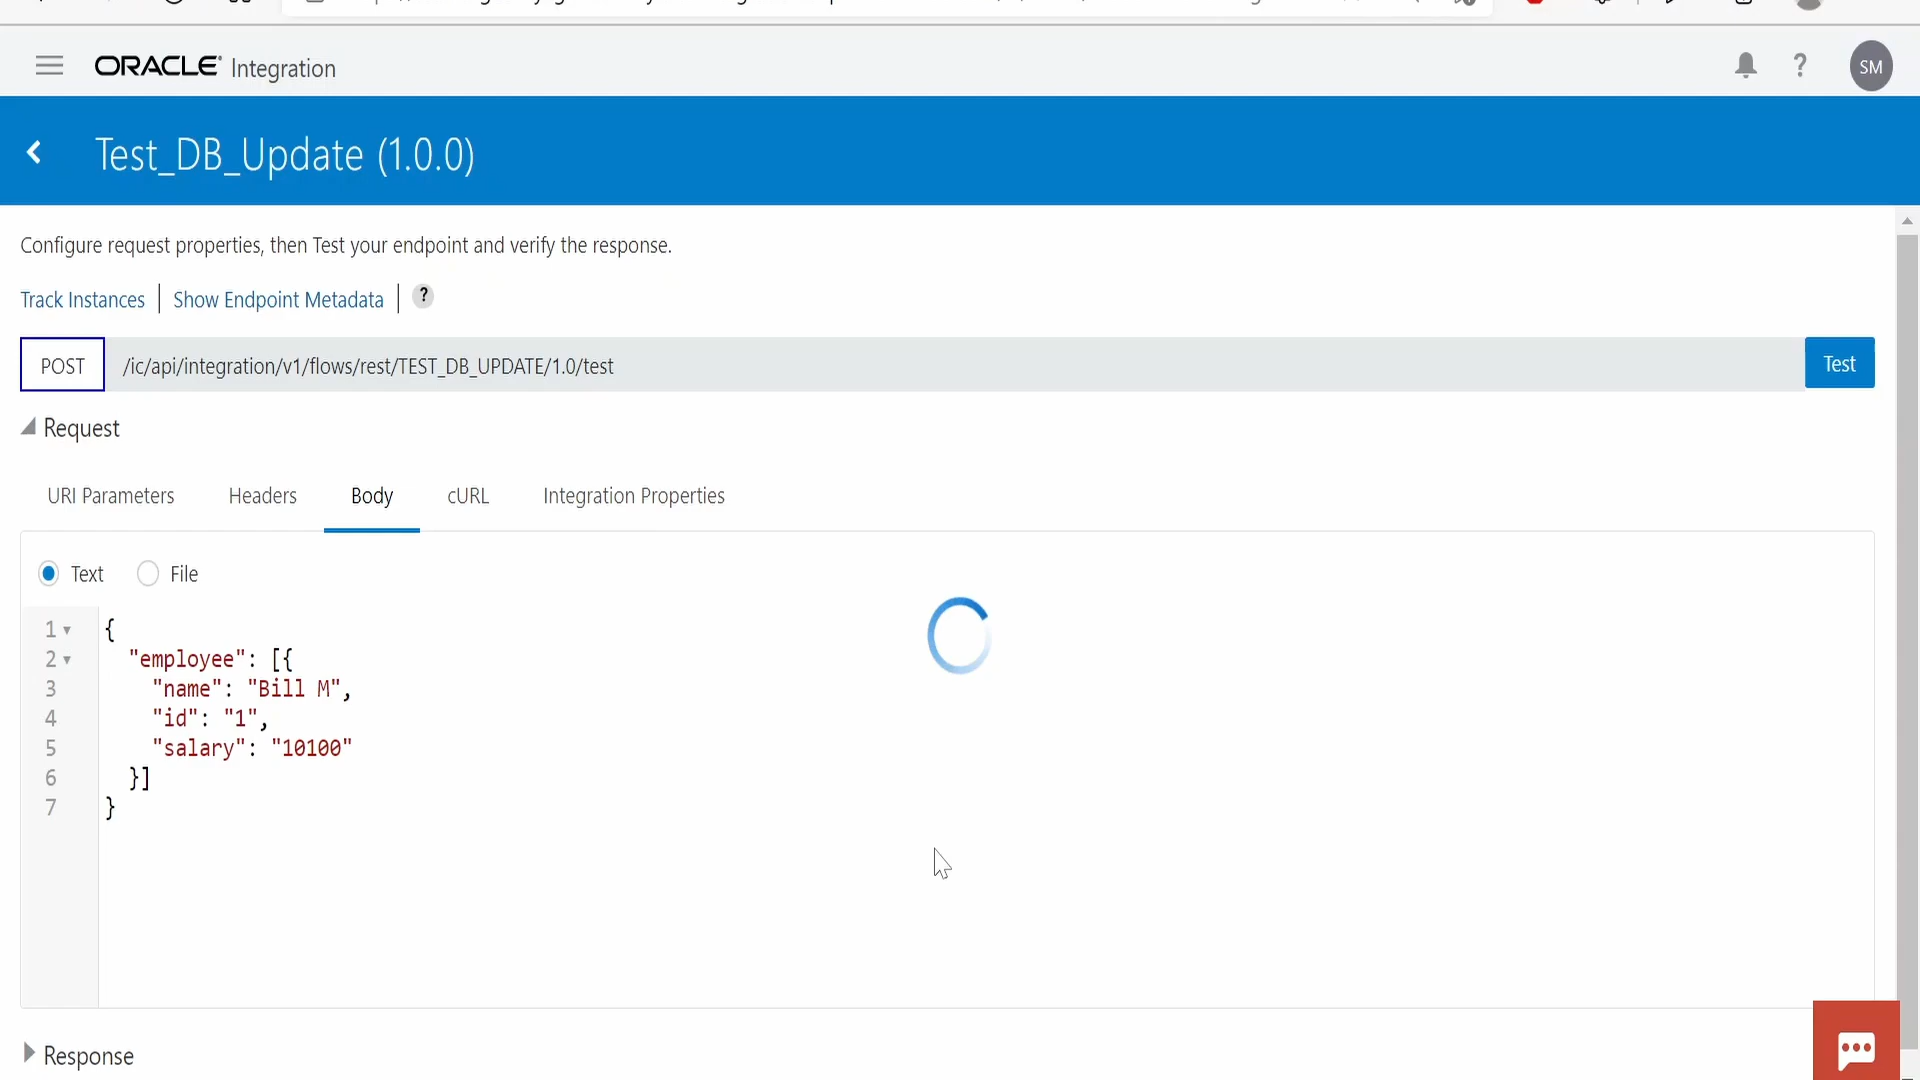 ORACLE Integration
SM
Test_DB_Update (1.0.0)
Configure request properties, then Test your endpoint and verify the response.
Track Instances | Show Endpoint Metadata | ?
POST /ic/api/integration/v1/flows/rest/TEST_DB_UPDATE/1.0/test Test
Request
URI Parameters Headers Body cURL Integration Properties
Text File
1 {
2 "employee": [{
3 "name": "Bill M",
4 "id": "1",
5 "salary": "10100"
6 }]
7 }
Response